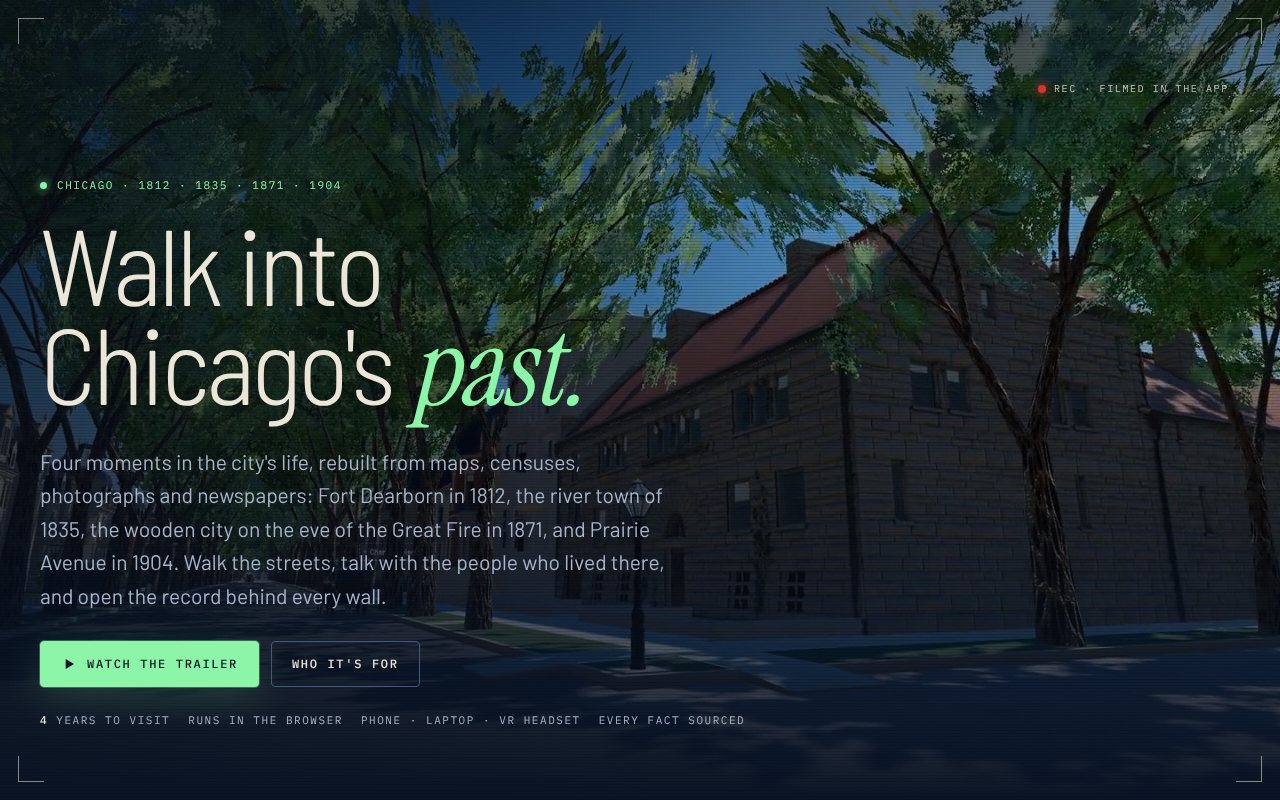 REC · FILMED IN THE APP
CHICAGO · 1812 · 1835 · 1871 · 1904
Walk into
Chicago's past.
Four moments in the city's life, rebuilt from maps, censuses,
photographs and newspapers: Fort Dearborn in 1812, the river town of
1835, the wooden city on the eve of the Great Fire in 1871, and Prairie
Avenue in 1904. Walk the streets, talk with the people who lived there,
and open the record behind every wall.
WATCH THE TRAILER
WHO IT'S FOR
4 YEARS TO VISIT RUNS IN THE BROWSER PHONE · LAPTOP · VR HEADSET EVERY FACT SOURCED